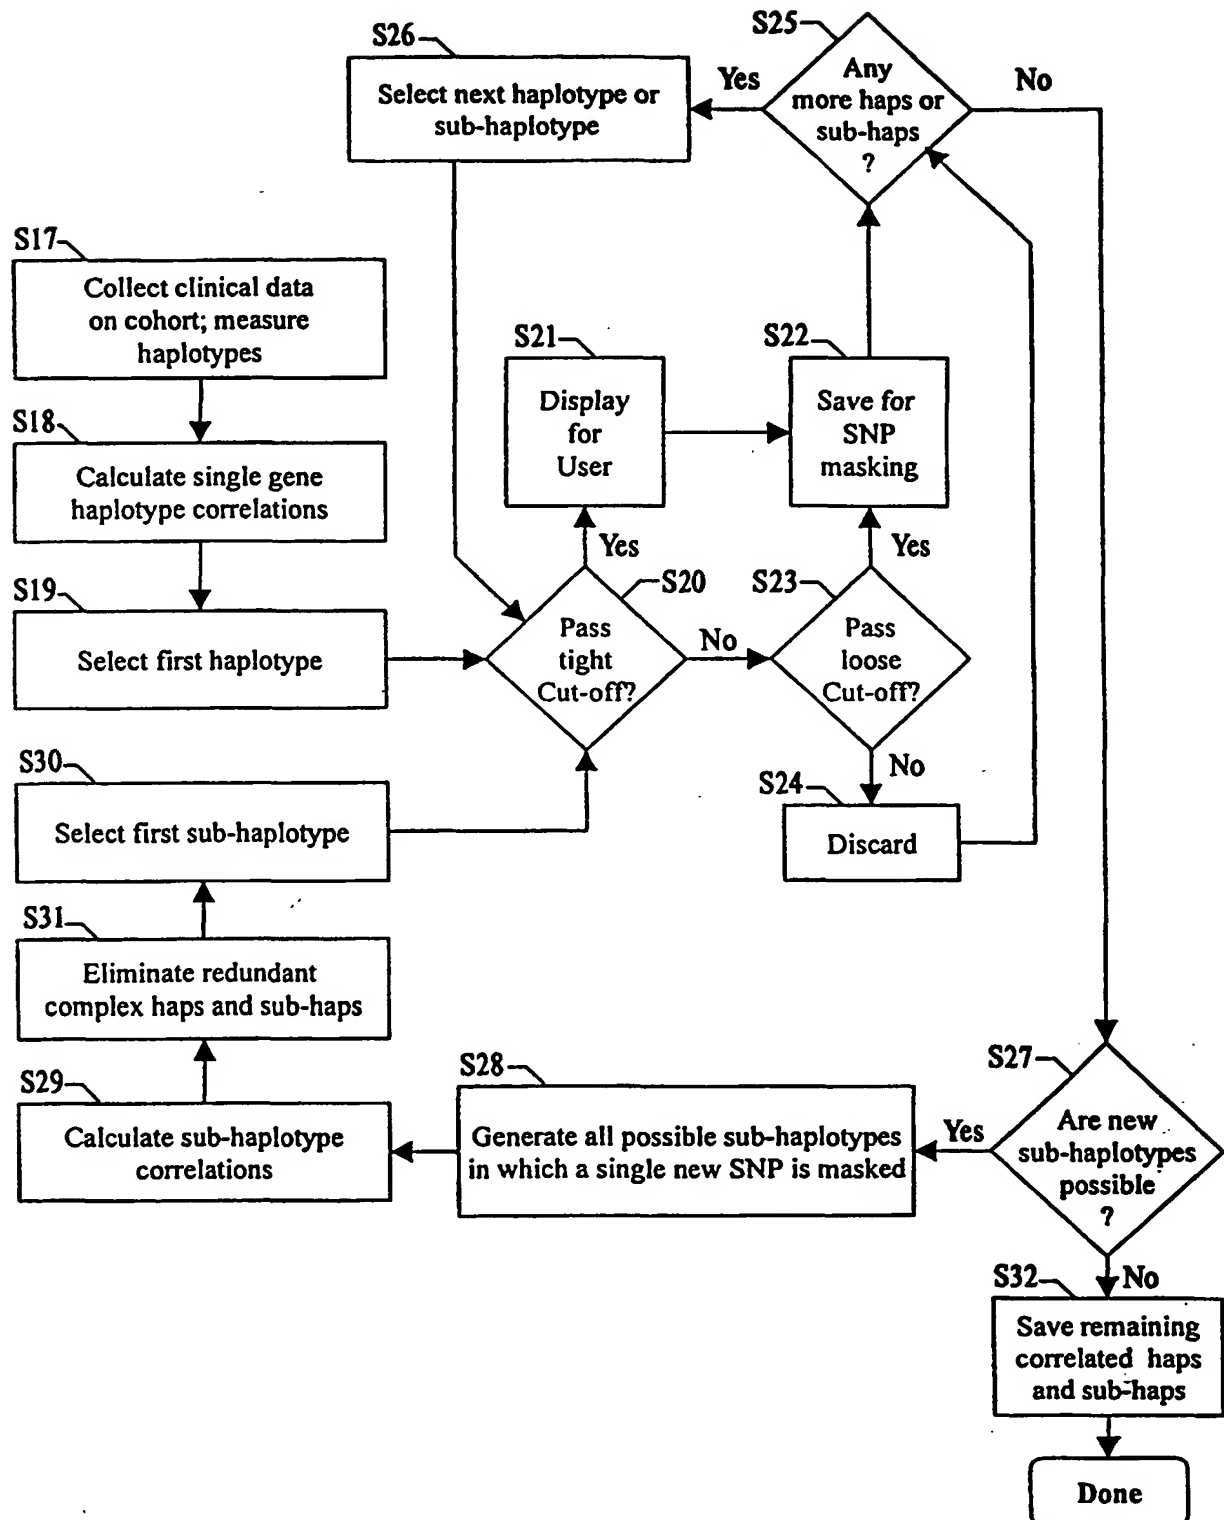 S25
S26
Any
more haps or
sub-haps
?
Yes
No
Select next haplotype or
sub-haplotype
S17
Collect clinical data
on cohort; measure
haplotypes
S21
Display
for
User
S22
Save for
SNP
masking
S18
Calculate single gene
haplotype correlations
Yes
Yes
S19
Select first haplotype
S20
Pass
tight
Cut-off?
No
S23
Pass
loose
Cut-off?
No
S30
Select first sub-haplotype
S24
Discard
S31
Eliminate redundant
complex haps and sub-haps
S29
Calculate sub-haplotype
correlations
S28
Generate all possible sub-haplotypes
in which a single new SNP is masked
Yes
S27
Are new
sub-haplotypes
possible
?
No
S32
Save remaining
correlated haps
and sub-haps
Done